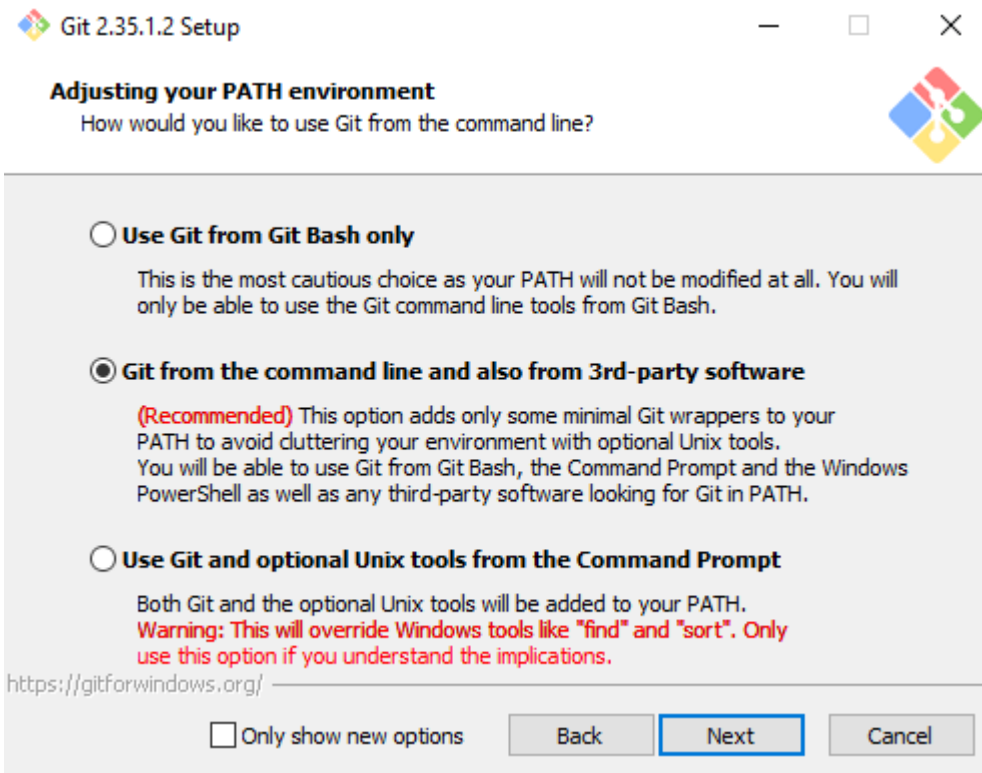 Git 2.35.1.2 Setup
Adjusting your PATH environment
How would you like to use Git from the command line?
Use Git from Git Bash only
This is the most cautious choice as your PATH will not be modified at all. You will
only be able to use the Git command line tools from Git Bash.
Git from the command line and also from 3rd-party software
(Recommended) This option adds only some minimal Git wrappers to your
PATH to avoid cluttering your environment with optional Unix tools.
You will be able to use Git from Git Bash, the Command Prompt and the Windows
PowerShell as well as any third-party software looking for Git in PATH.
Use Git and optional Unix tools from the Command Prompt
Both Git and the optional Unix tools will be added to your PATH.
Warning: This will override Windows tools like "find" and "sort". Only
use this option if you understand the implications.
https://gitforwindows.org/
Only show new options Back Next Cancel